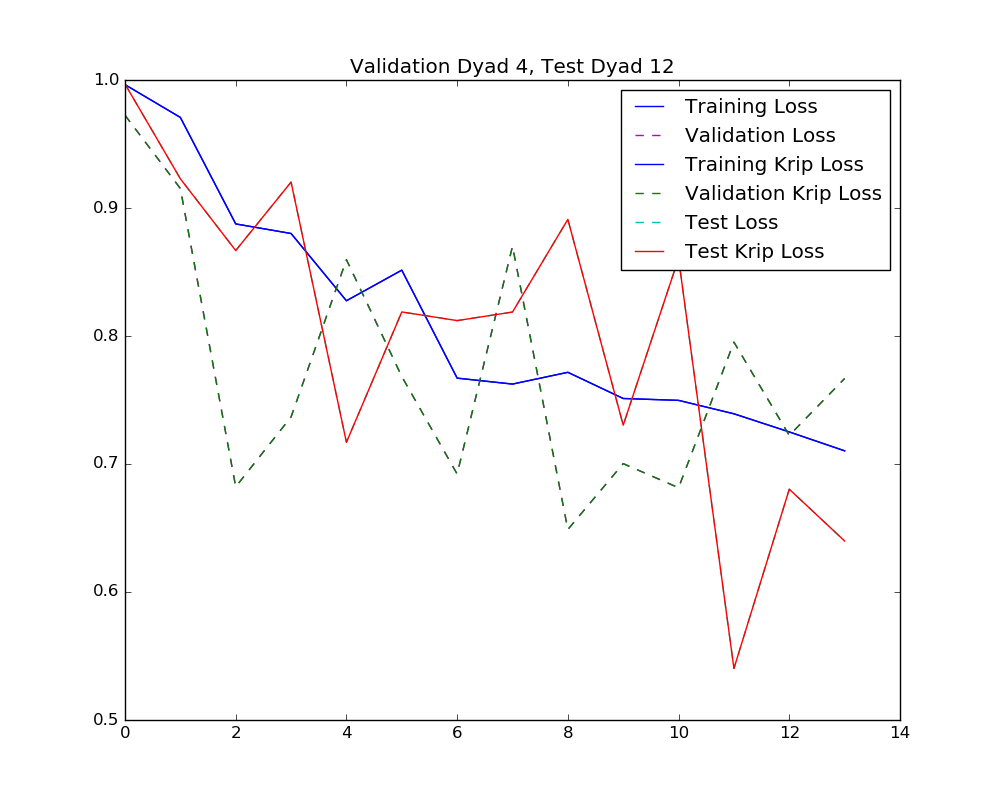 Validation Dyad 4, Test Dyad 12
1.0
0.9
0.8
0.7
0.6
0.5
0 2 4 6 8 10 12 14
Training Loss
Validation Loss
Training Krip Loss
Validation Krip Loss
Test Loss
Test Krip Loss